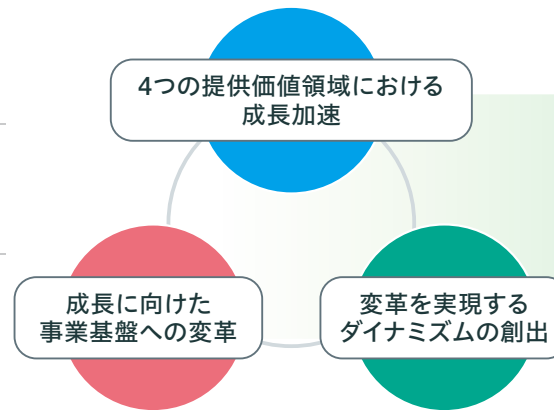 4つの提供価値領域における
成長加速
成長に向けた
事業基盤への変革
変革を実現する
ダイナミズムの創出